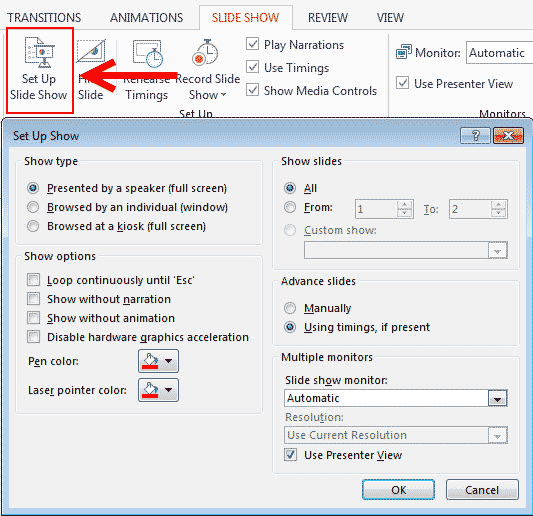 TRANSITIONS ANIMATIONS SLIDE SHOW REVIEW VIEW
Set Up
Slide Show
Slide
Rehearse
Timings
Record Slide
Show
Play Narrations
Use Timings
Show Media Controls
Set Up
Monitor: Automatic
Use Presenter View
Monitors
Set Up Show
Show type
Presented by a speaker (full screen)
Browsed by an individual (window)
Browsed at a kiosk (full screen)
Show options
Loop continuously until 'Esc'
Show without narration
Show without animation
Disable hardware graphics acceleration
Pen color:
Laser pointer color:
Show slides
All
From: 1 To: 2
Custom show:
Advance slides
Manually
Using timings, if present
Multiple monitors
Slide show monitor:
Automatic
Resolution:
Use Current Resolution
Use Presenter View
OK Cancel